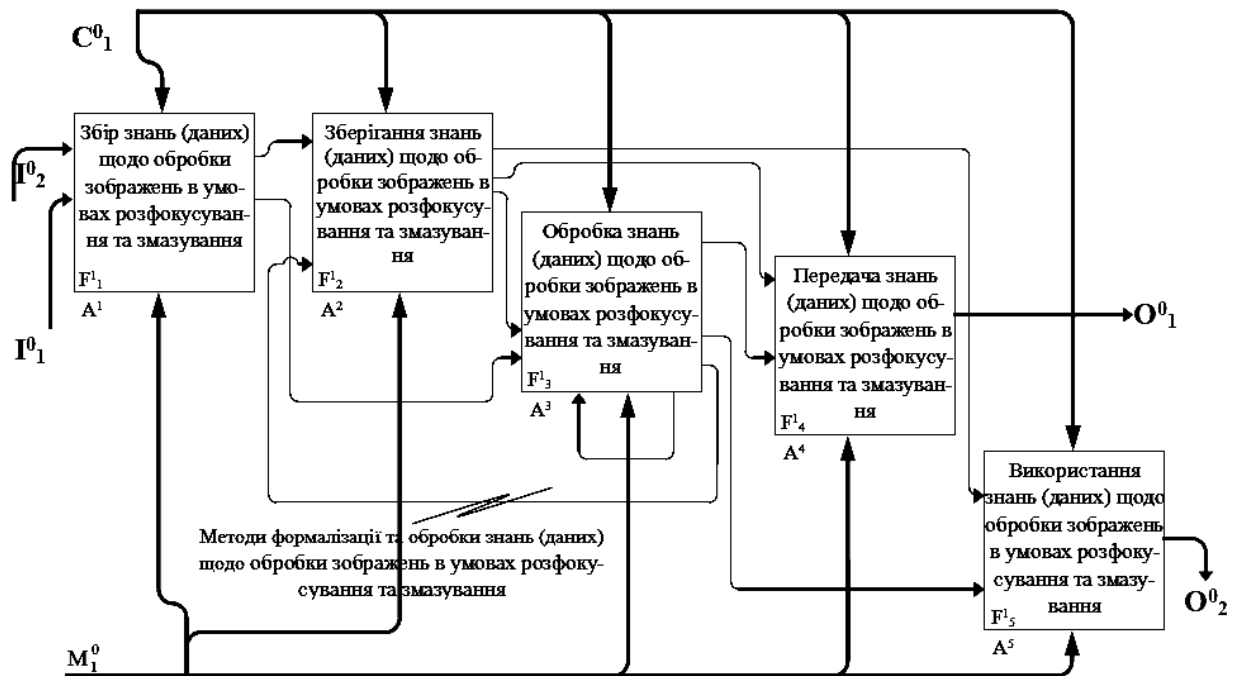 C⁰₁
I⁰₂
I⁰₁
Збір знань (даних)
щодо обробки
зображень в умо-
вах розфокусуван-
ня та змазування
F¹₁
A¹
Зберігання знань
(даних) щодо об-
робки зображень в
умовах розфокусу-
вання та змазуван-
ня
F¹₂
A²
Обробка знань
(даних) щодо об-
робки зображень в
умовах розфокусу-
вання та змазуван-
ня
F¹₃
A³
Передача знань
(даних) щодо об-
робки зображень в
умовах розфокусу-
вання та змазуван-
ня
F¹₄
A⁴
O⁰₁
Використання
знань (даних) щодо
обробки зображень
в умовах розфоку-
сування та змазу-
вання
F¹₅
A⁵
O⁰₂
Методи формалізації та обробки знань (даних)
щодо обробки зображень в умовах розфоку-
сування та змазування
M₁⁰